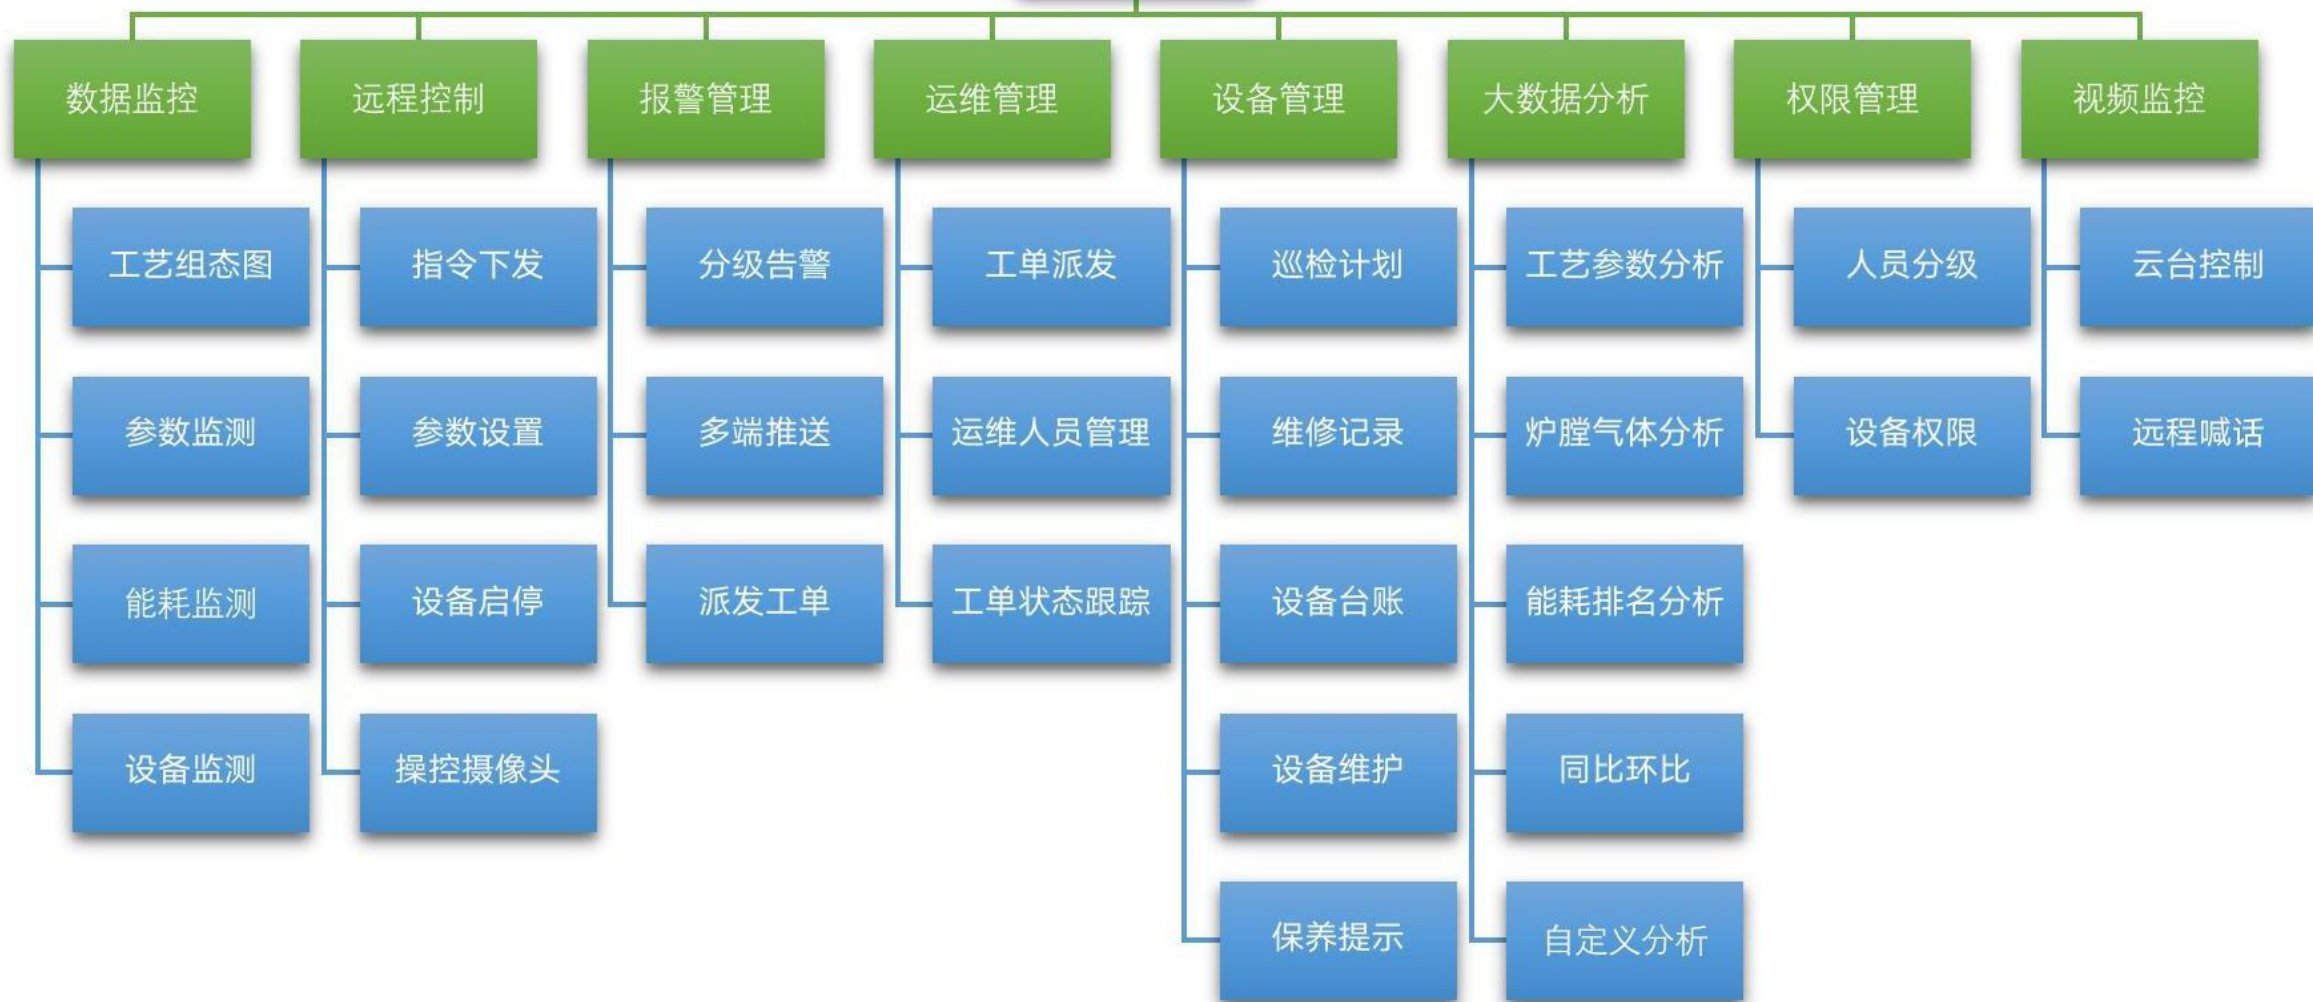 数据监控
远程控制
报警管理
运维管理
设备管理
大数据分析
权限管理
视频监控
工艺组态图
指令下发
分级告警
工单派发
巡检计划
工艺参数分析
人员分级
云台控制
参数监测
参数设置
多端推送
运维人员管理
维修记录
炉膛气体分析
设备权限
远程喊话
能耗监测
设备启停
派发工单
工单状态跟踪
设备台账
能耗排名分析
设备监测
操控摄像头
设备维护
同比环比
保养提示
自定义分析